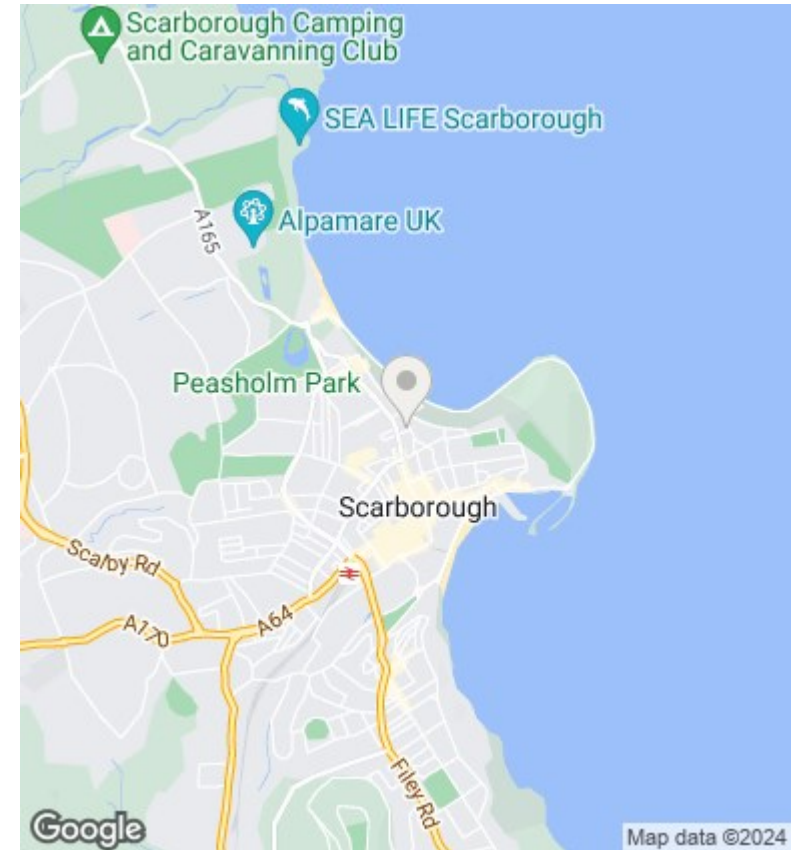 Scarborough Camping
and Caravanning Club
SEA LIFE Scarborough
A165
Alpamare UK
Peasholm Park
Scarborough
Scalby Rd
A64
A170
Filey Rd
Google
Map data ©2024